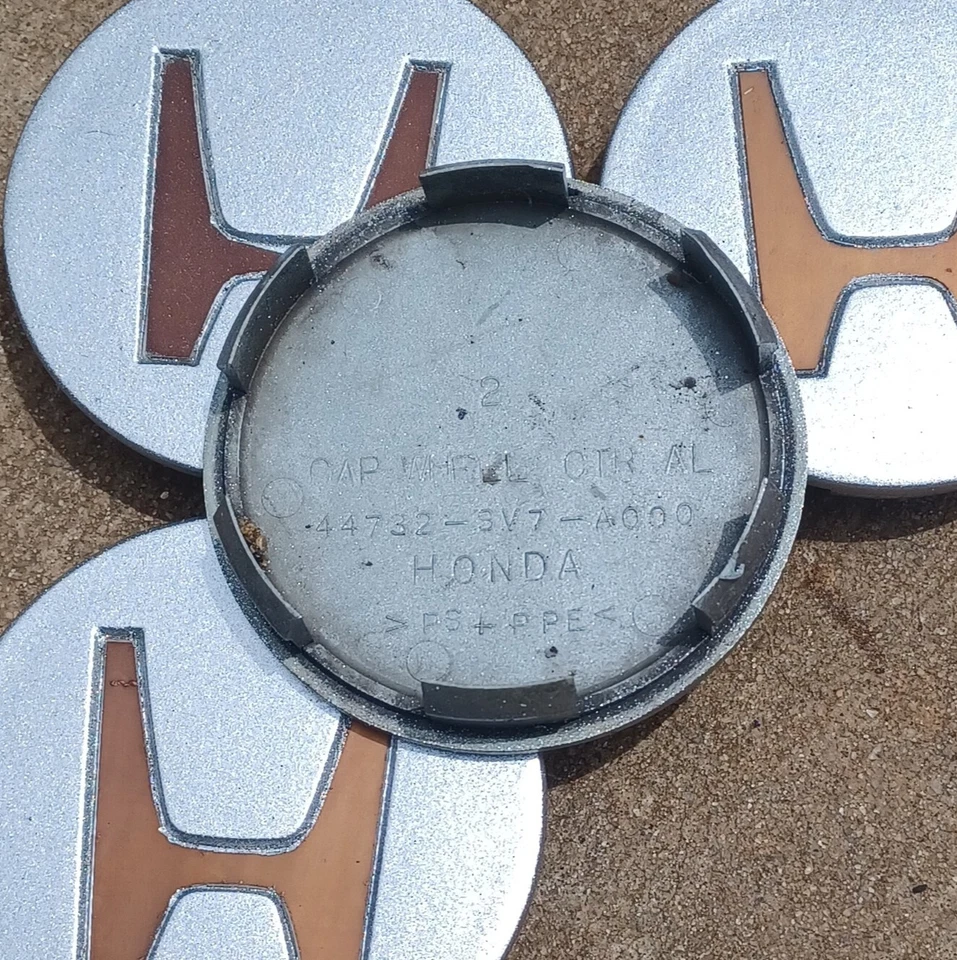 2
CAP WHEEL CTR AL
44732-SV7-A000
HONDA
>PS+PPE<